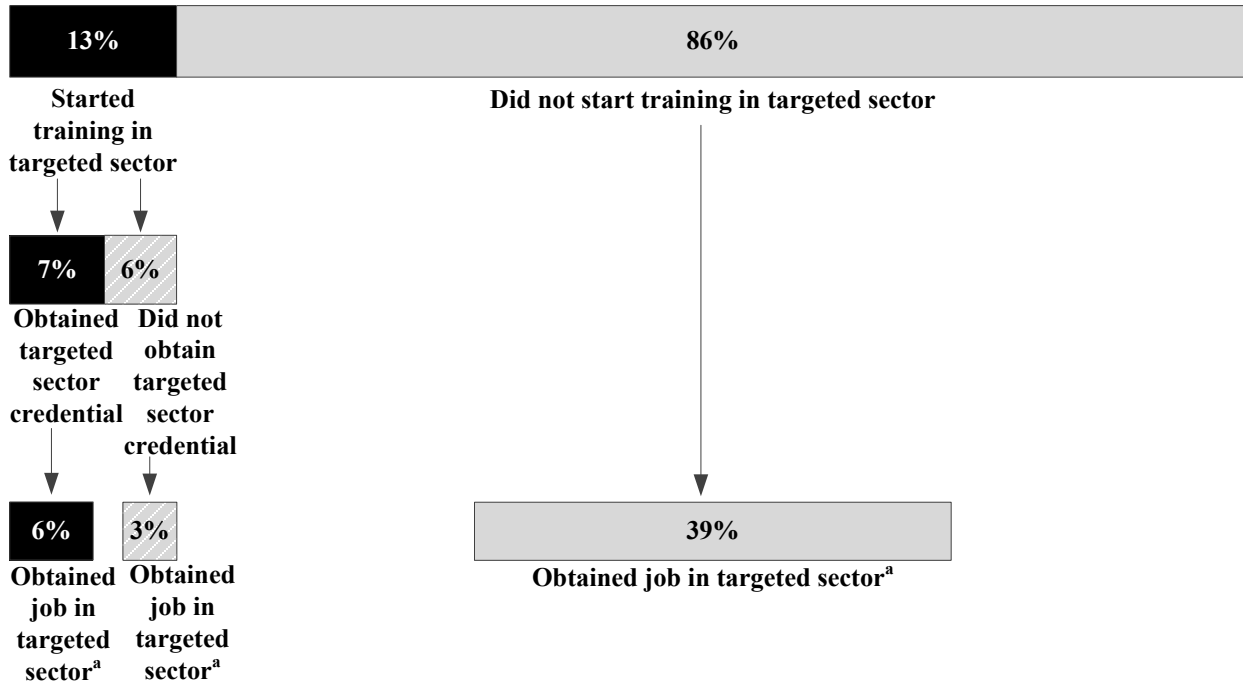 13%
86%
Started
training in
targeted sector
Did not start training in targeted sector
7%
6%
Obtained
targeted
sector
credential
Did not
obtain
targeted
sector
credential
6%
3%
39%
Obtained
job in
targeted
sectorᵃ
Obtained
job in
targeted
sectorᵃ
Obtained job in targeted sectorᵃ